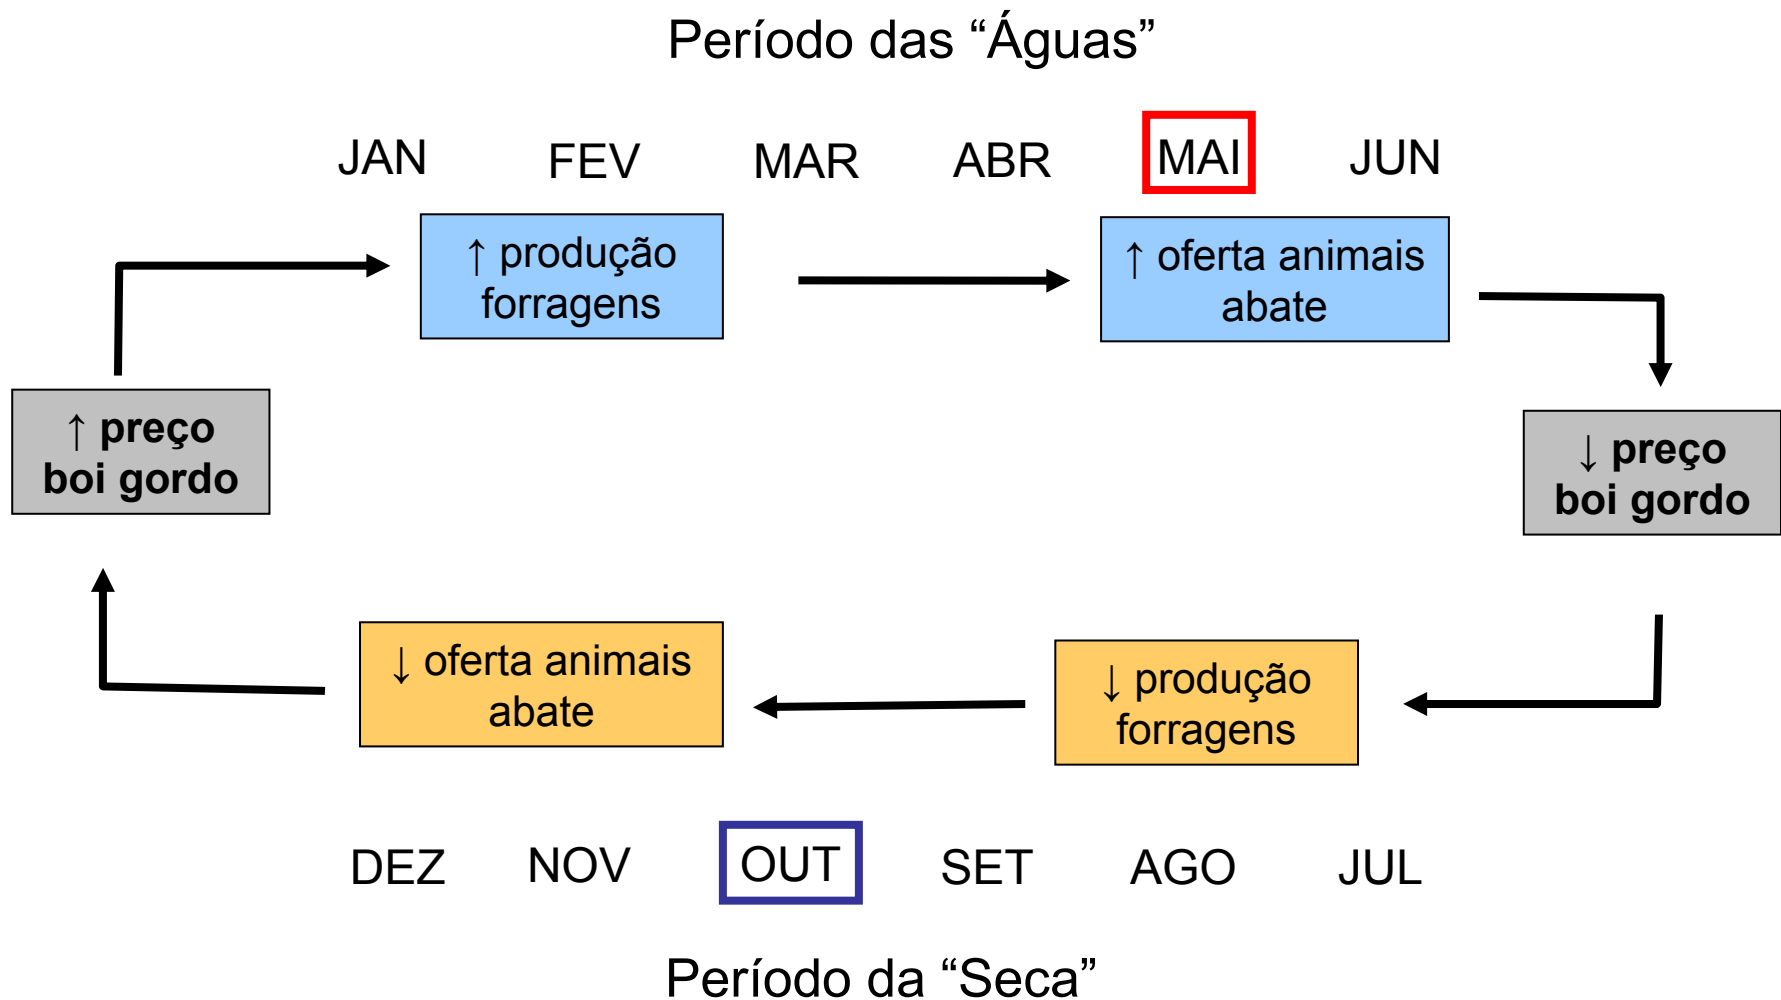 Período das “Águas”
JAN FEV MAR ABR MAI JUN
↑ produção
forragens
↑ oferta animais
abate
↑ preço
boi gordo
↓ preço
boi gordo
↓ oferta animais
abate
↓ produção
forragens
DEZ NOV OUT SET AGO JUL
Período da “Seca”